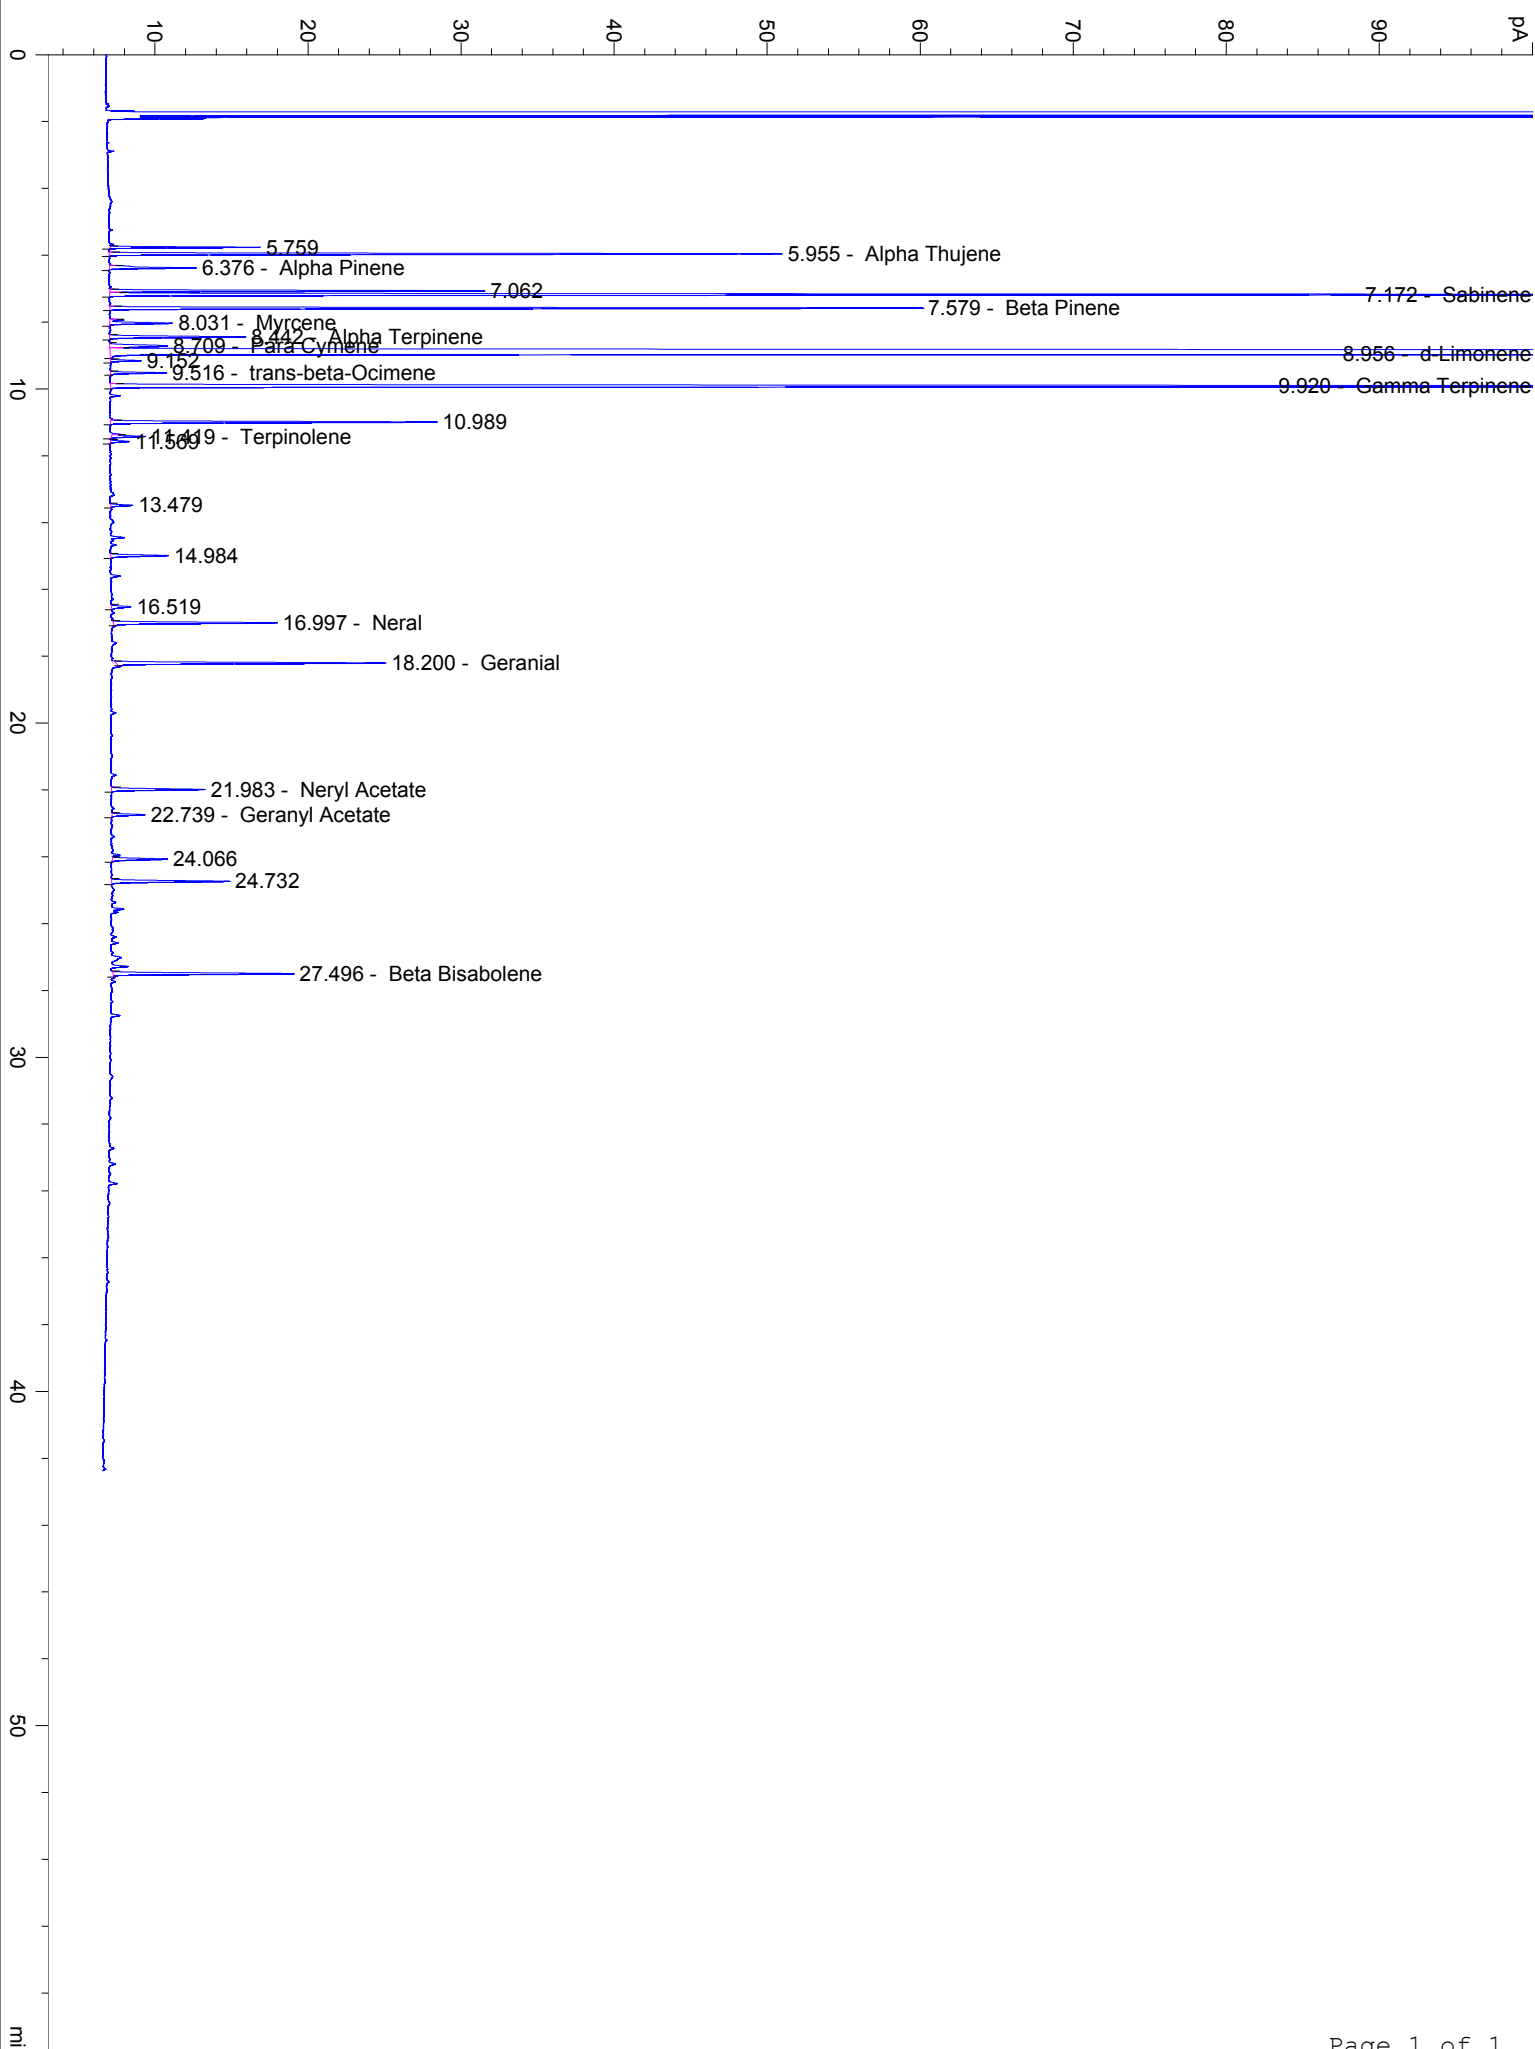 10
20
30
40
50
60
70
80
90
pA
0
5.759
5.955 - Alpha Thujene
6.376 - Alpha Pinene
7.062
7.172 - Sabinene
7.579 - Beta Pinene
8.031 - Myrcene
8.442 - Alpha Terpinene
8.709 - Para Cymene
8.956 - d-Limonene
9.152
9.516 - trans-beta-Ocimene
9.920 - Gamma Terpinene
10
10.989
11.419 - Terpinolene
11.569
13.479
14.984
16.519
16.997 - Neral
18.200 - Geranial
20
21.983 - Neryl Acetate
22.739 - Geranyl Acetate
24.066
24.732
27.496 - Beta Bisabolene
30
40
50
mi
Page 1 of 1